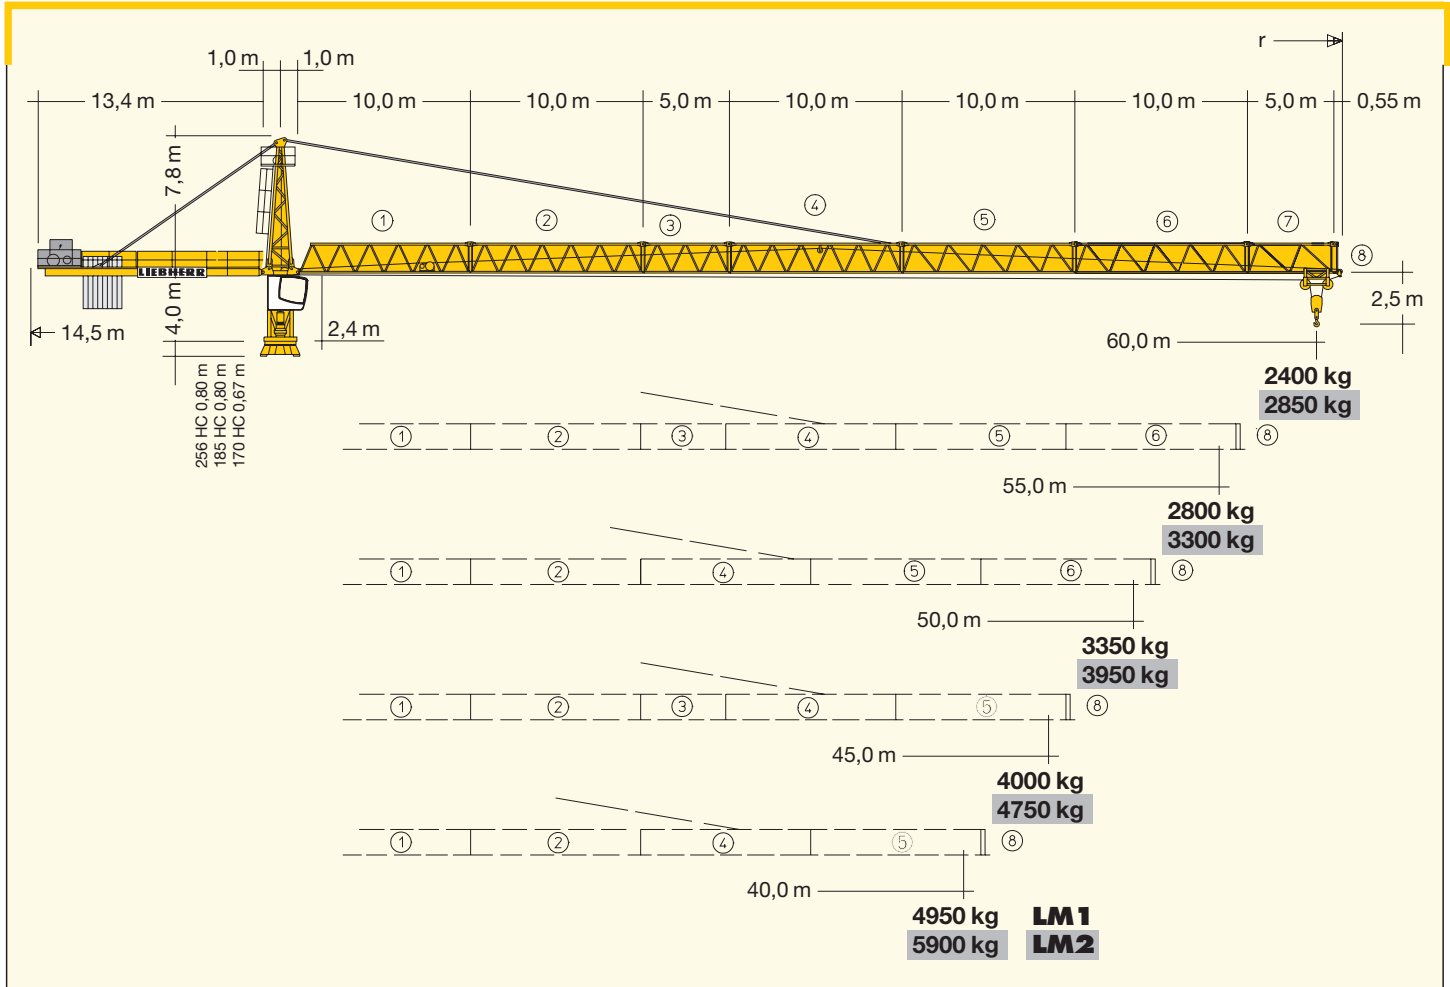 r
1,0 m 1,0 m
13,4 m 10,0 m 10,0 m 5,0 m 10,0 m 10,0 m 10,0 m 5,0 m 0,55 m
7,8 m
1 2 3 4 5 6 7 8
LIEBHERR
4,0 m
14,5 m
2,4 m
2,5 m
60,0 m
256 HC 0,80 m
185 HC 0,80 m
170 HC 0,67 m
2400 kg
2850 kg
1 2 3 4 5 6 8
55,0 m
2800 kg
3300 kg
1 2 4 5 6 8
50,0 m
3350 kg
3950 kg
1 2 3 4 5 8
45,0 m
4000 kg
4750 kg
1 2 4 5 8
40,0 m
4950 kg LM1
5900 kg LM2